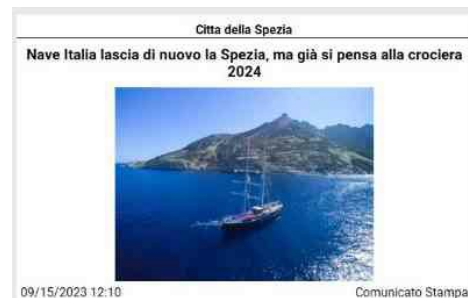 Citta della Spezia
Nave Italia lascia di nuovo la Spezia, ma già si pensa alla crociera
2024
09/15/2023 12:10
Comunicato Stampa